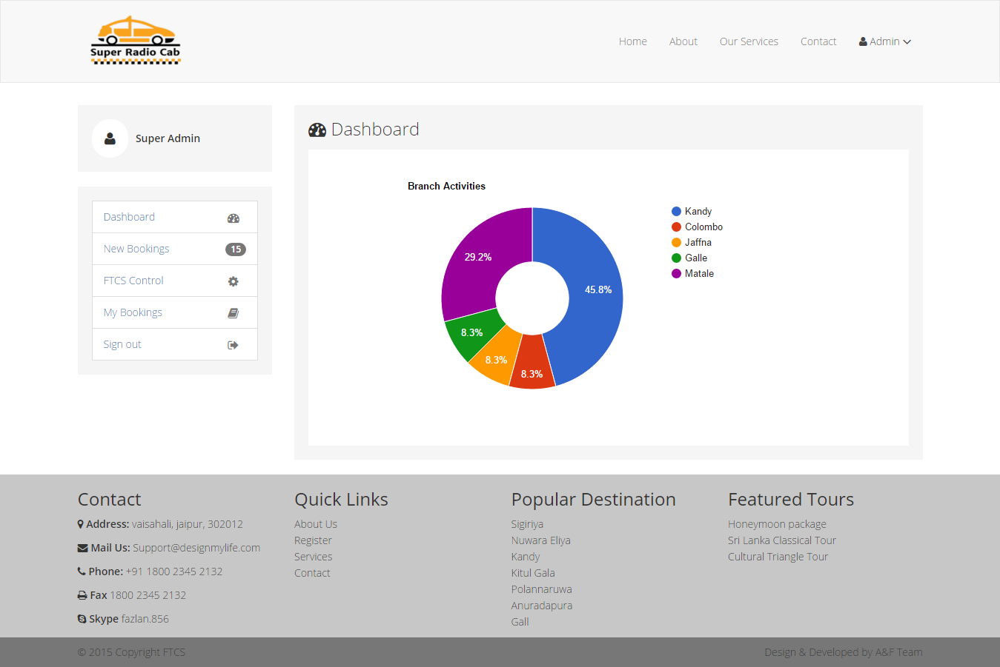 Super Radio Cab
Home About Our Services Contact Admin
Super Admin
Dashboard
New Bookings 15
FTCS Control
My Bookings
Sign out
Dashboard
Branch Activities
29.2%
45.8%
8.3%
8.3%
8.3%
Kandy
Colombo
Jaffna
Galle
Matale
Contact
Address: vaisahali, jaipur, 302012
Mail Us: Support@designmylife.com
Phone: +91 1800 2345 2132
Fax 1800 2345 2132
Skype fazlan.856
Quick Links
About Us
Register
Services
Contact
Popular Destination
Sigiriya
Nuwara Eliya
Kandy
Kitul Gala
Polannaruwa
Anuradapura
Gall
Featured Tours
Honeymoon package
Sri Lanka Classical Tour
Cultural Triangle Tour
© 2015 Copyright FTCS
Design & Developed by A&F Team